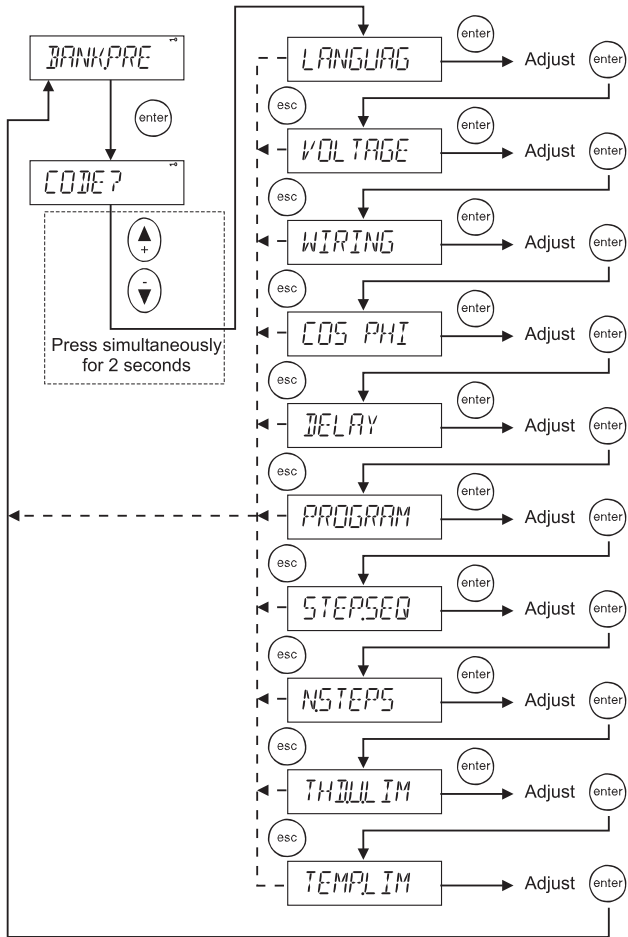 BANK.PRE
enter
CODE?
+
-
Press simultaneously
for 2 seconds
enter
LANGUAG Adjust enter
esc enter
VOLTAGE Adjust enter
esc enter
WIRING Adjust enter
esc enter
COS PHI Adjust enter
esc enter
DELAY Adjust enter
esc enter
PROGRAM Adjust enter
esc enter
STEP.SEQ Adjust enter
esc enter
N.STEPS Adjust enter
esc enter
THD.U.LIM Adjust enter
esc
TEMP.LIM Adjust enter